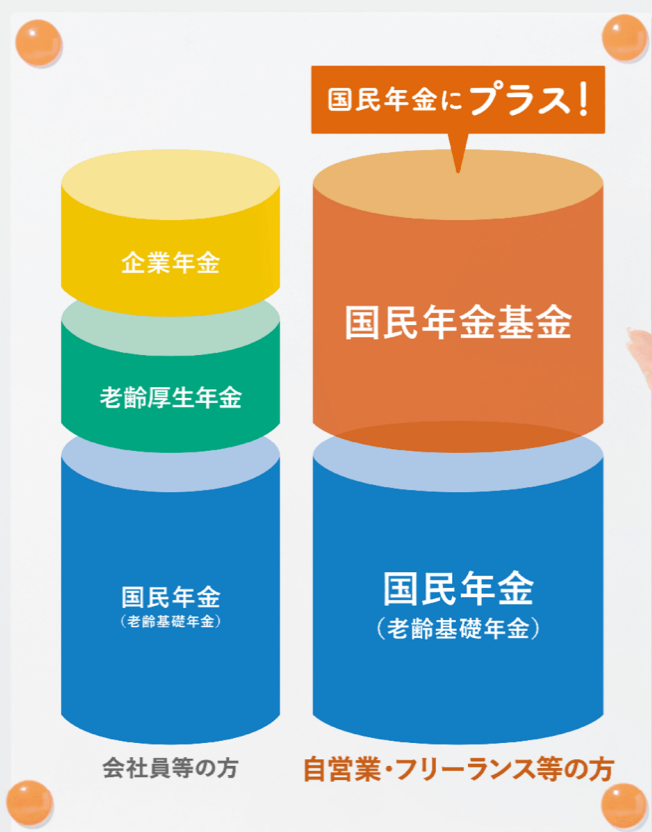 国民年金にプラス！
企業年金
老齢厚生年金
国民年金
（老齢基礎年金）
会社員等の方
国民年金基金
国民年金
（老齢基礎年金）
自営業・フリーランス等の方